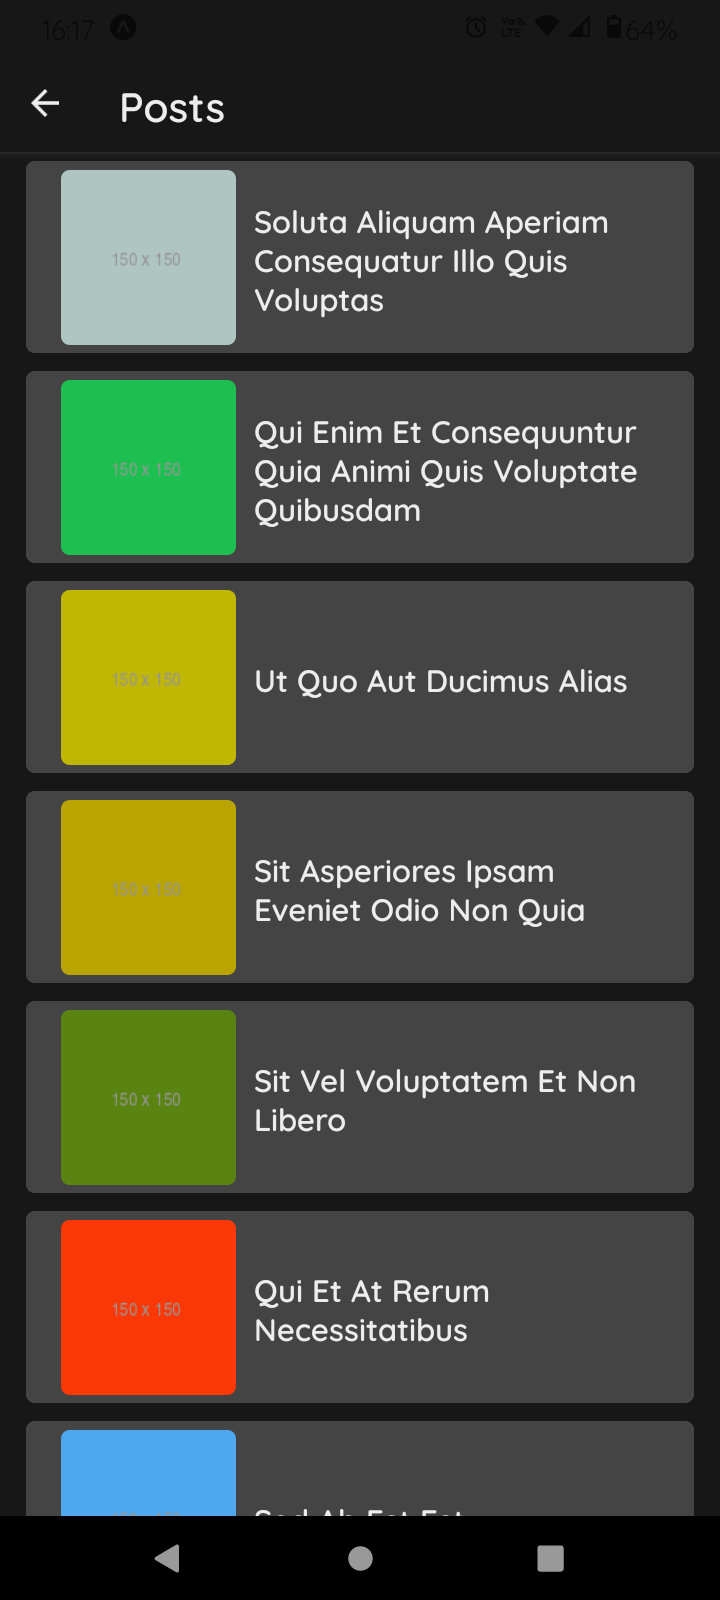 16:17
Vo LTE
64%
Posts
150 x 150
Soluta Aliquam Aperiam
Consequatur Illo Quis
Voluptas
150 x 150
Qui Enim Et Consequuntur
Quia Animi Quis Voluptate
Quibusdam
150 x 150
Ut Quo Aut Ducimus Alias
150 x 150
Sit Asperiores Ipsam
Eveniet Odio Non Quia
150 x 150
Sit Vel Voluptatem Et Non
Libero
150 x 150
Qui Et At Rerum
Necessitatibus